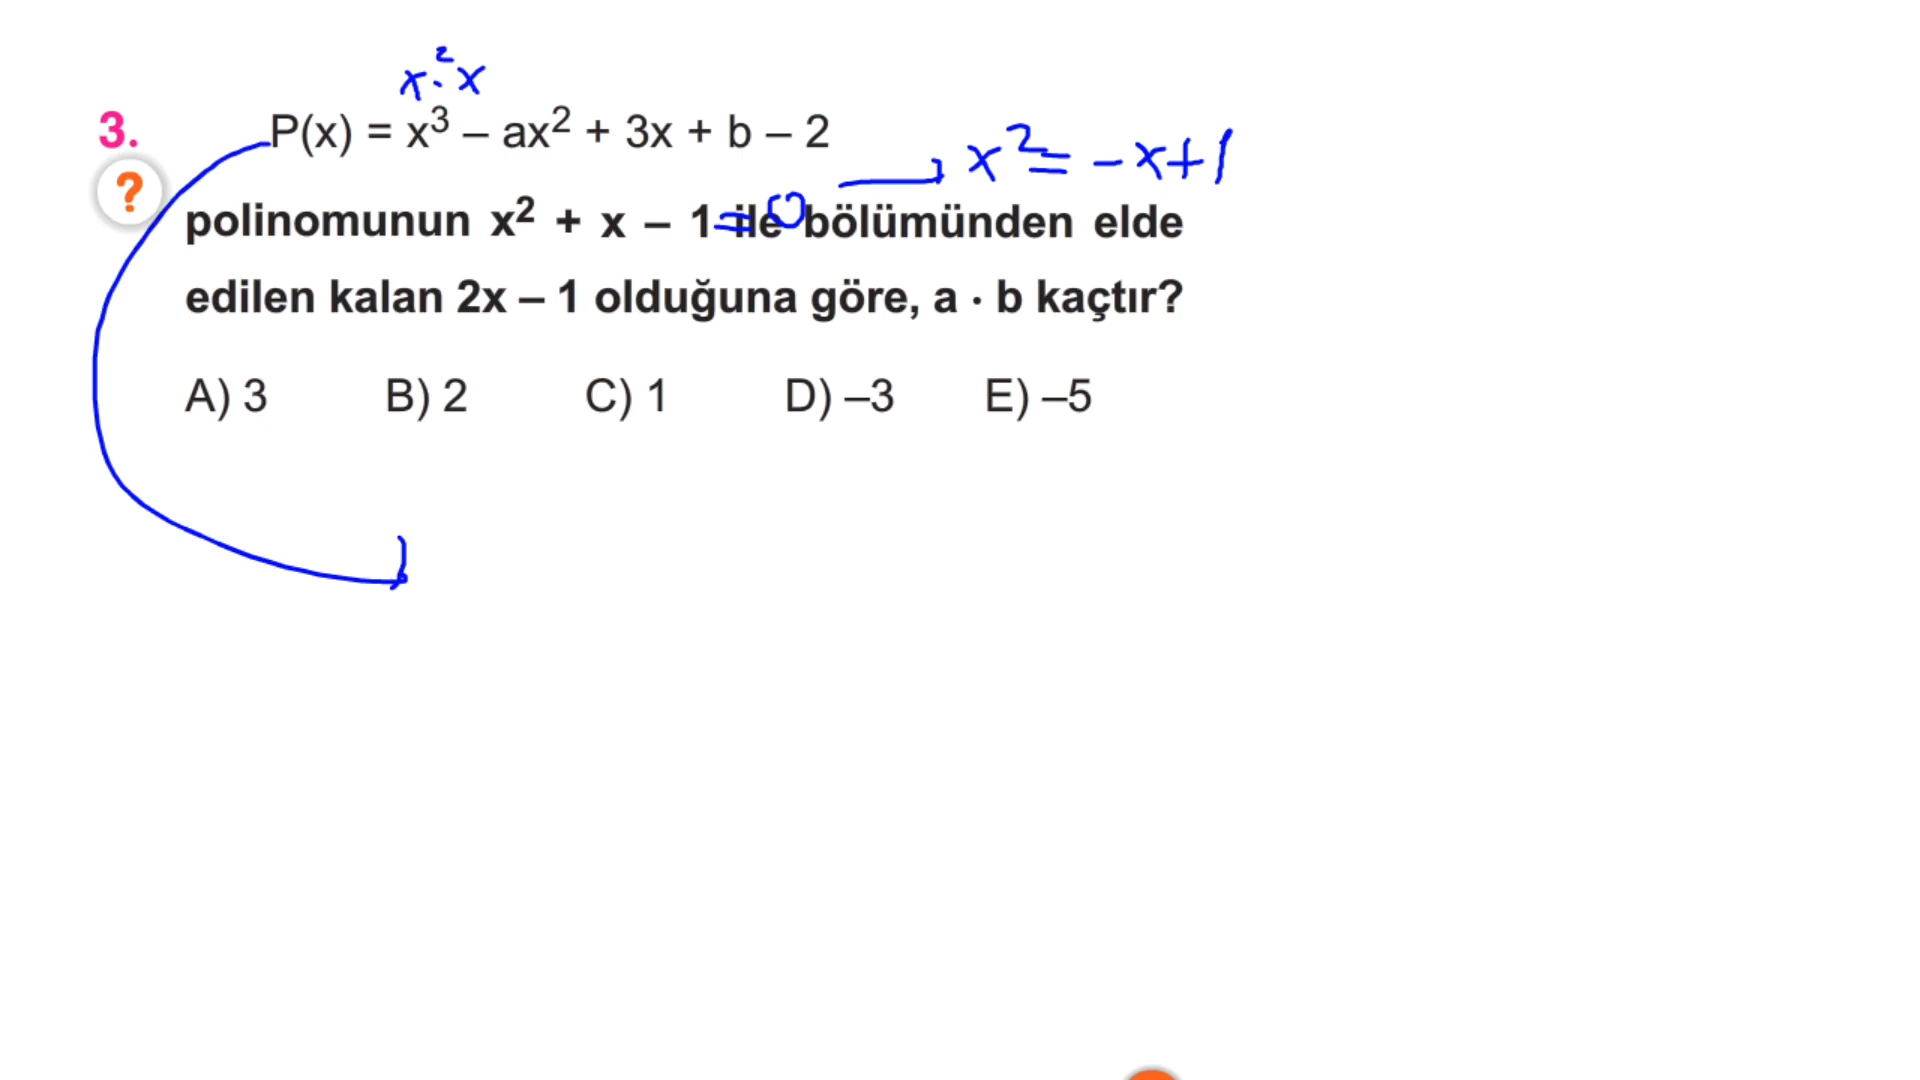 x².x
3. P(x) = x³ – ax² + 3x + b – 2
? x² = -x+1
polinomunun x² + x – 1 = 0 ile bölümünden elde
edilen kalan 2x – 1 olduğuna göre, a · b kaçtır?
A) 3 B) 2 C) 1 D) –3 E) –5